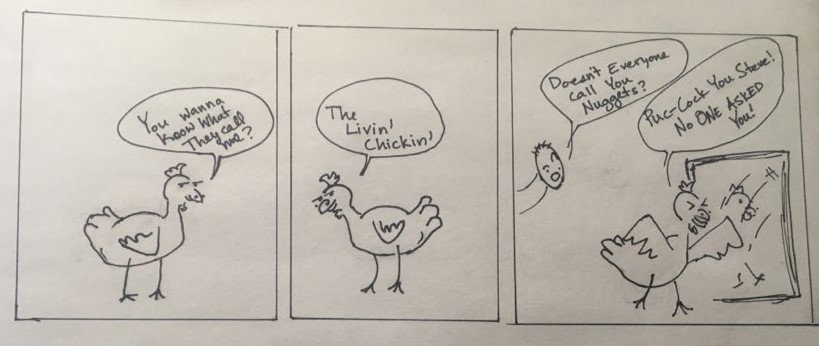 You wanna
know what
They call
me?
The
Livin'
Chickin'
Doesn't Everyone
call You
Nuggets?
Puc-Cock You Steve!
No ONE ASKED
You!